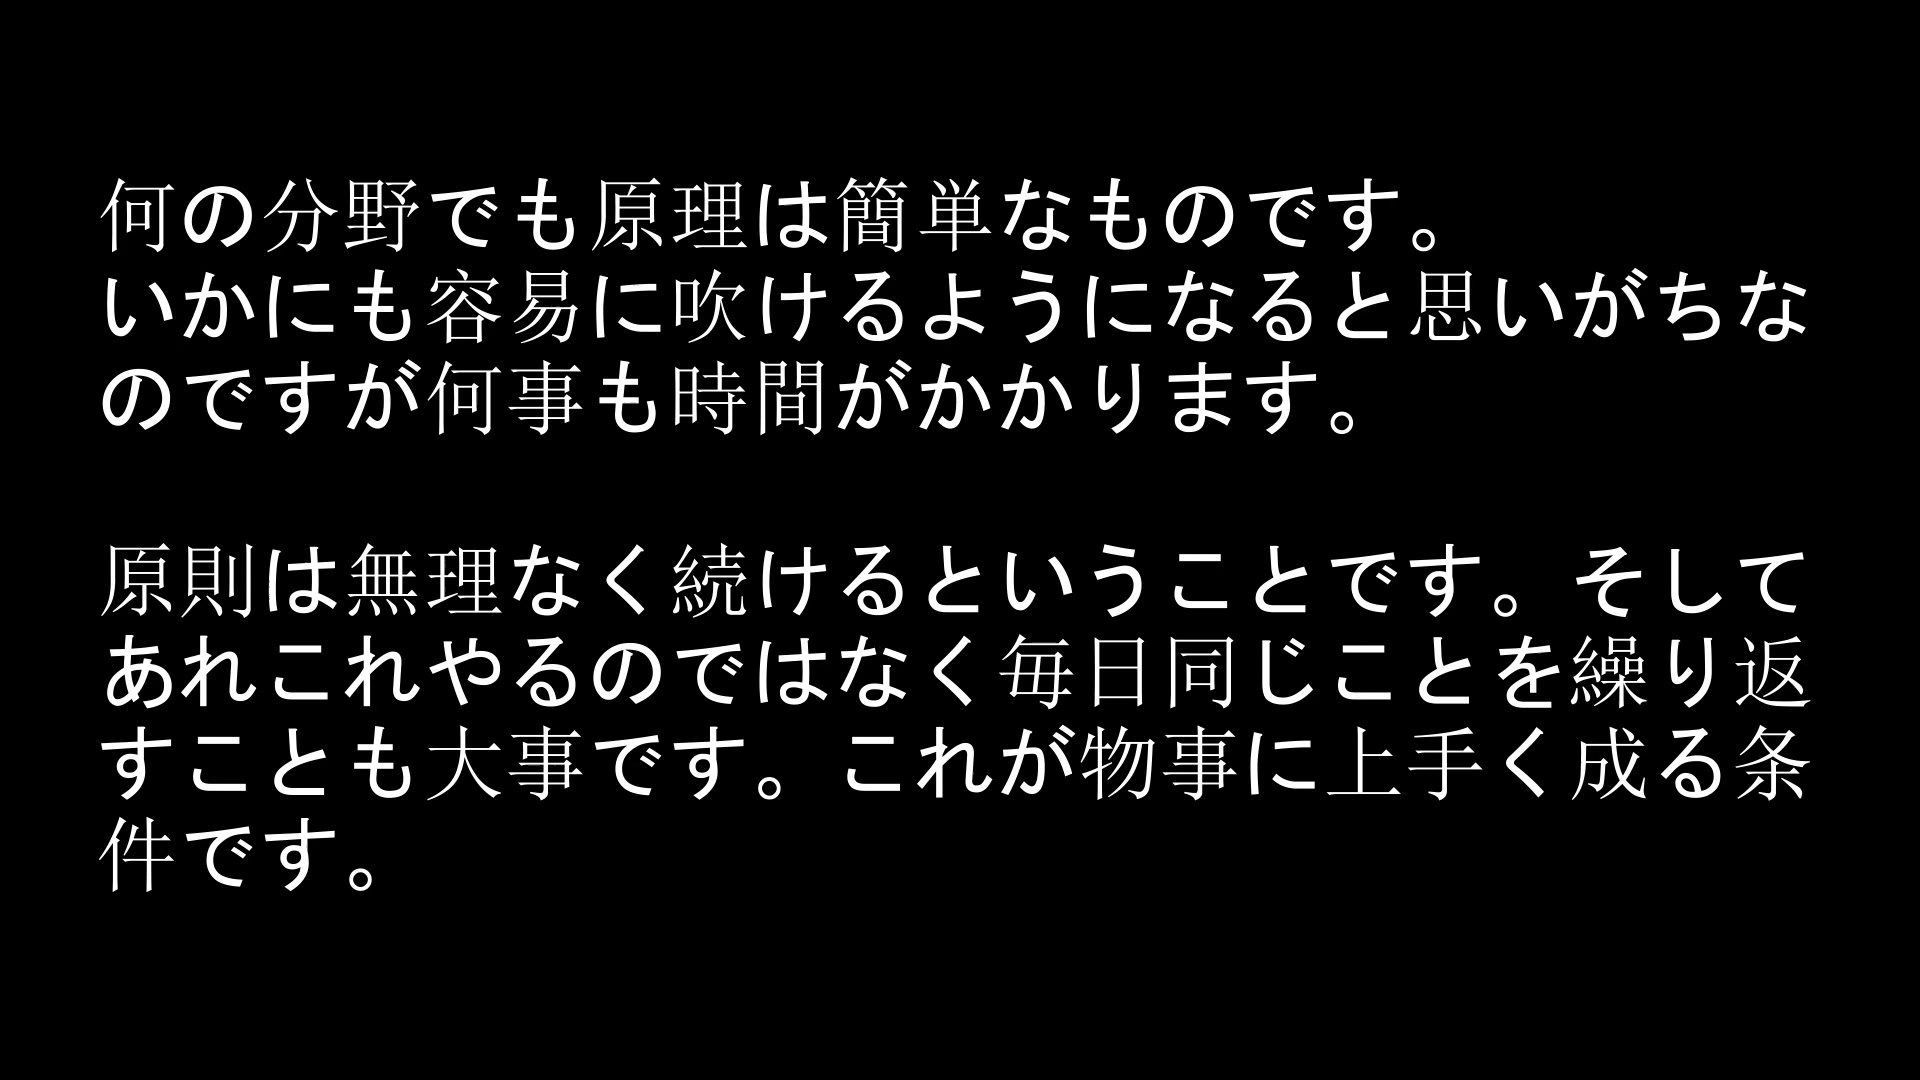 何の分野でも原理は簡単なものです。
いかにも容易に吹けるようになると思いがちな
のですが何事も時間がかかります。
原則は無理なく続けるということです。そして
あれこれやるのではなく毎日同じことを繰り返
すことも大事です。これが物事に上手く成る条
件です。